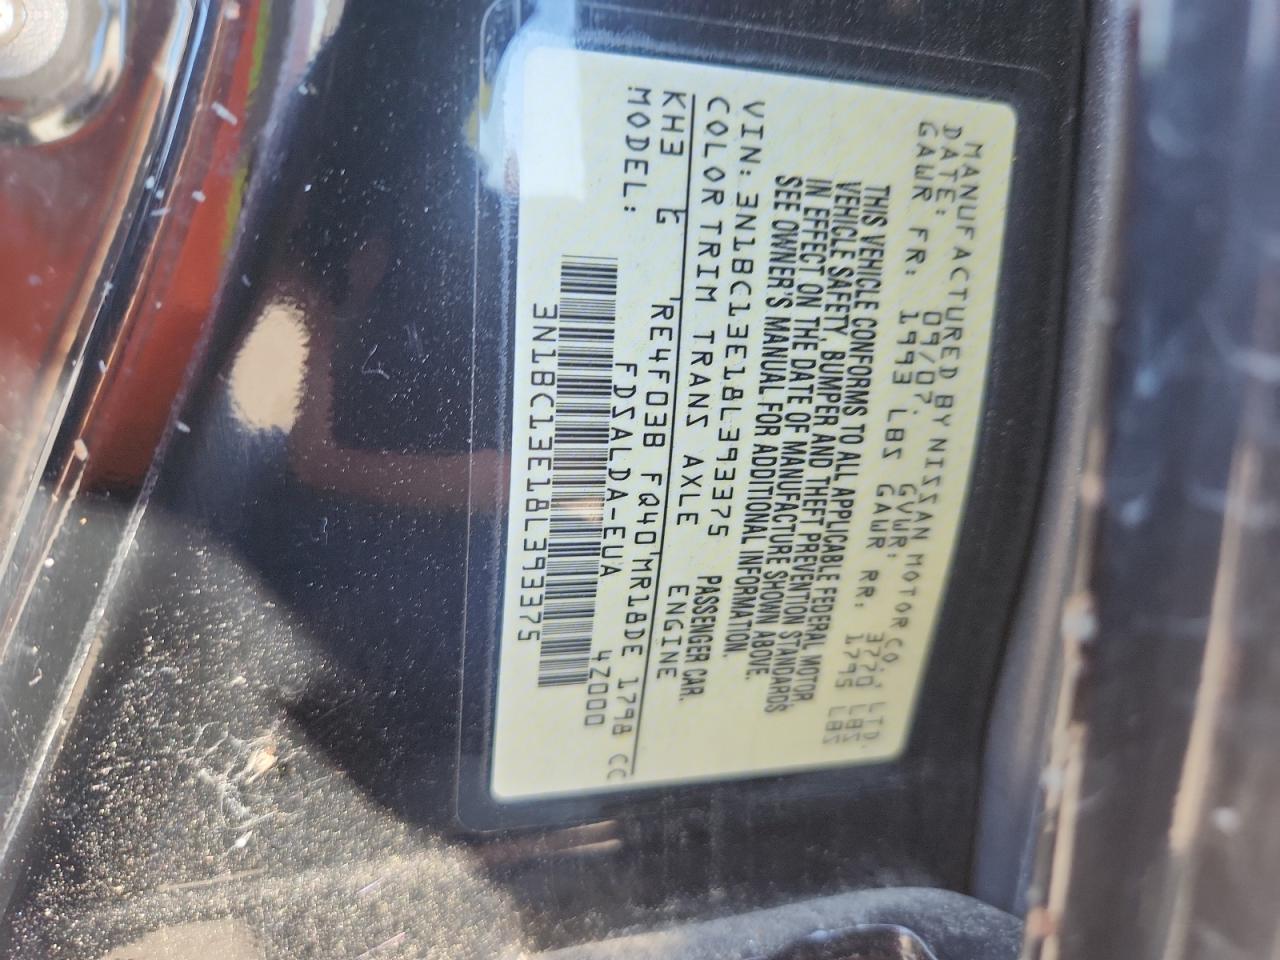 MANUFACTURED BY NISSAN MOTOR CO., LTD.
DATE: 09/07. GVWR: 3770 LBS
GAWR FR: 1993 LBS GAWR RR: 1795 LBS
THIS VEHICLE CONFORMS TO ALL APPLICABLE FEDERAL MOTOR
VEHICLE SAFETY, BUMPER AND THEFT PREVENTION STANDARDS
IN EFFECT ON THE DATE OF MANUFACTURE SHOWN ABOVE.
SEE OWNER'S MANUAL FOR ADDITIONAL INFORMATION.
VIN: 3N1BC13E18L393375 PASSENGER CAR.
COLOR TRIM TRANS AXLE ENGINE
KH3 G RE4F03B FQ40 MR18DE 1798 CC
MODEL: FDSALDA-EUA 4Z000
3N1BC13E18L393375